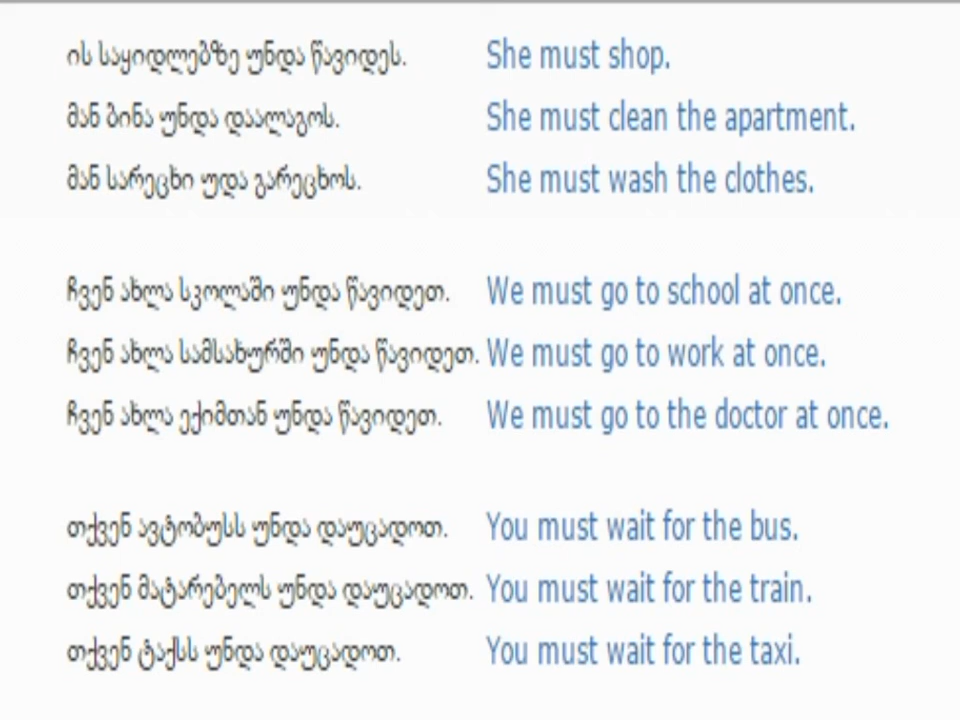 ის საყიდლებზე უნდა წავიდეს. She must shop.
მან ბინა უნდა დაალაგოს. She must clean the apartment.
მან სარეცხი უდა გარეცხოს. She must wash the clothes.
ჩვენ ახლა სკოლაში უნდა წავიდეთ. We must go to school at once.
ჩვენ ახლა სამსახურში უნდა წავიდეთ. We must go to work at once.
ჩვენ ახლა ექიმთან უნდა წავიდეთ. We must go to the doctor at once.
თქვენ ავტობუსს უნდა დაუცადოთ. You must wait for the bus.
თქვენ მატარებელს უნდა დაუცადოთ. You must wait for the train.
თქვენ ტაქსს უნდა დაუცადოთ. You must wait for the taxi.